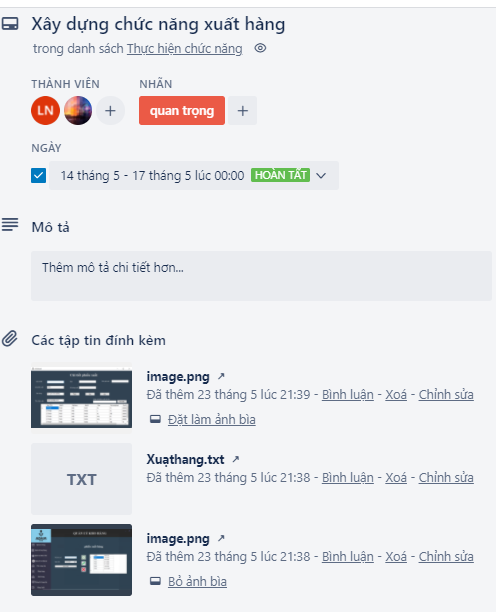 Xây dựng chức năng xuất hàng
trong danh sách Thực hiện chức năng
THÀNH VIÊN NHÃN
LN + quan trọng +
NGÀY
14 tháng 5 - 17 tháng 5 lúc 00:00 HOÀN TẤT
Mô tả
Thêm mô tả chi tiết hơn...
Các tập tin đính kèm
image.png ↗
Đã thêm 23 tháng 5 lúc 21:39 - Bình luận - Xoá - Chỉnh sửa
Đặt làm ảnh bìa
TXT
Xuạthang.txt ↗
Đã thêm 23 tháng 5 lúc 21:38 - Bình luận - Xoá - Chỉnh sửa
image.png ↗
Đã thêm 23 tháng 5 lúc 21:38 - Bình luận - Xoá - Chỉnh sửa
Bỏ ảnh bìa